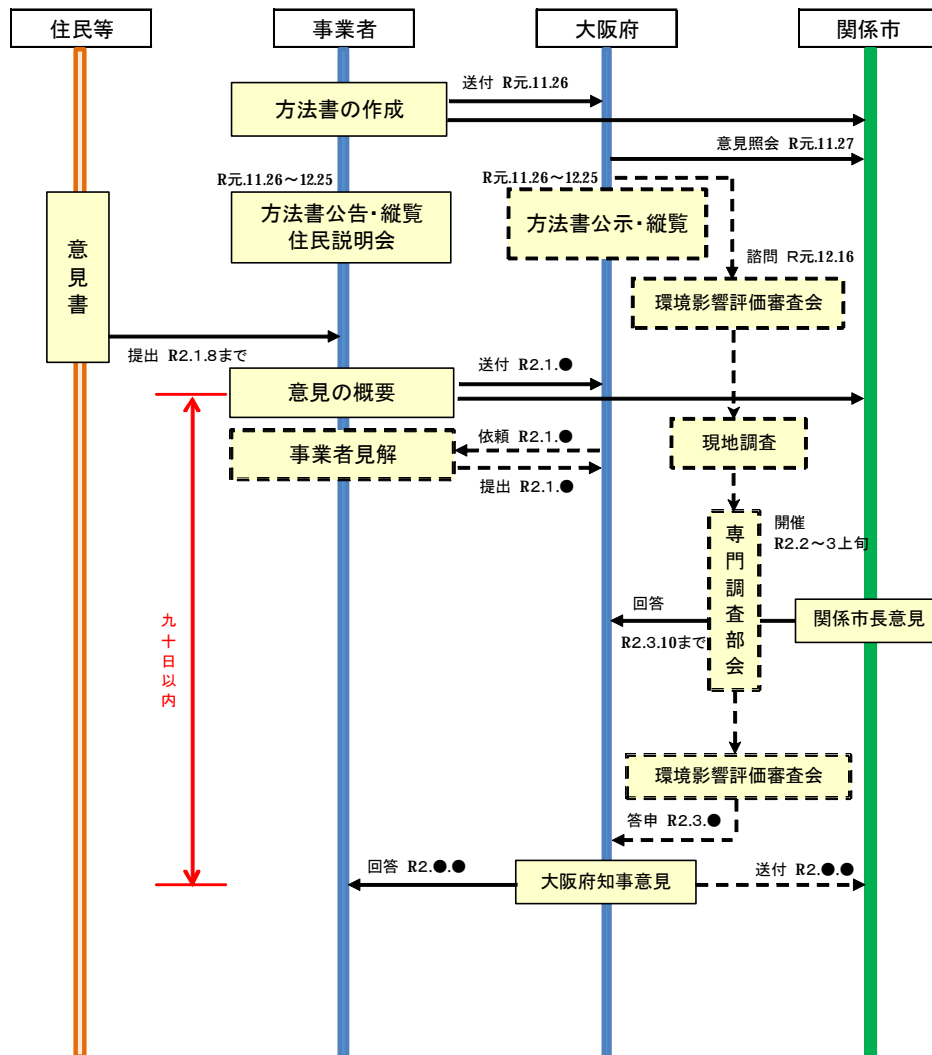 住民等
事業者
大阪府
関係市
送付 R元.11.26
方法書の作成
意見照会 R元.11.27
R元.11.26～12.25
R元.11.26～12.25
意見書
方法書公告・縦覧
住民説明会
方法書公示・縦覧
諮問 R元.12.16
環境影響評価審査会
提出 R2.1.8まで
送付 R2.1.●
意見の概要
依頼 R2.1.●
事業者見解
現地調査
提出 R2.1.●
専門調査部会
開催
R2.2～3上旬
九十日以内
回答
関係市長意見
R2.3.10まで
環境影響評価審査会
答申 R2.3.●
回答 R2.●.●
大阪府知事意見
送付 R2.●.●